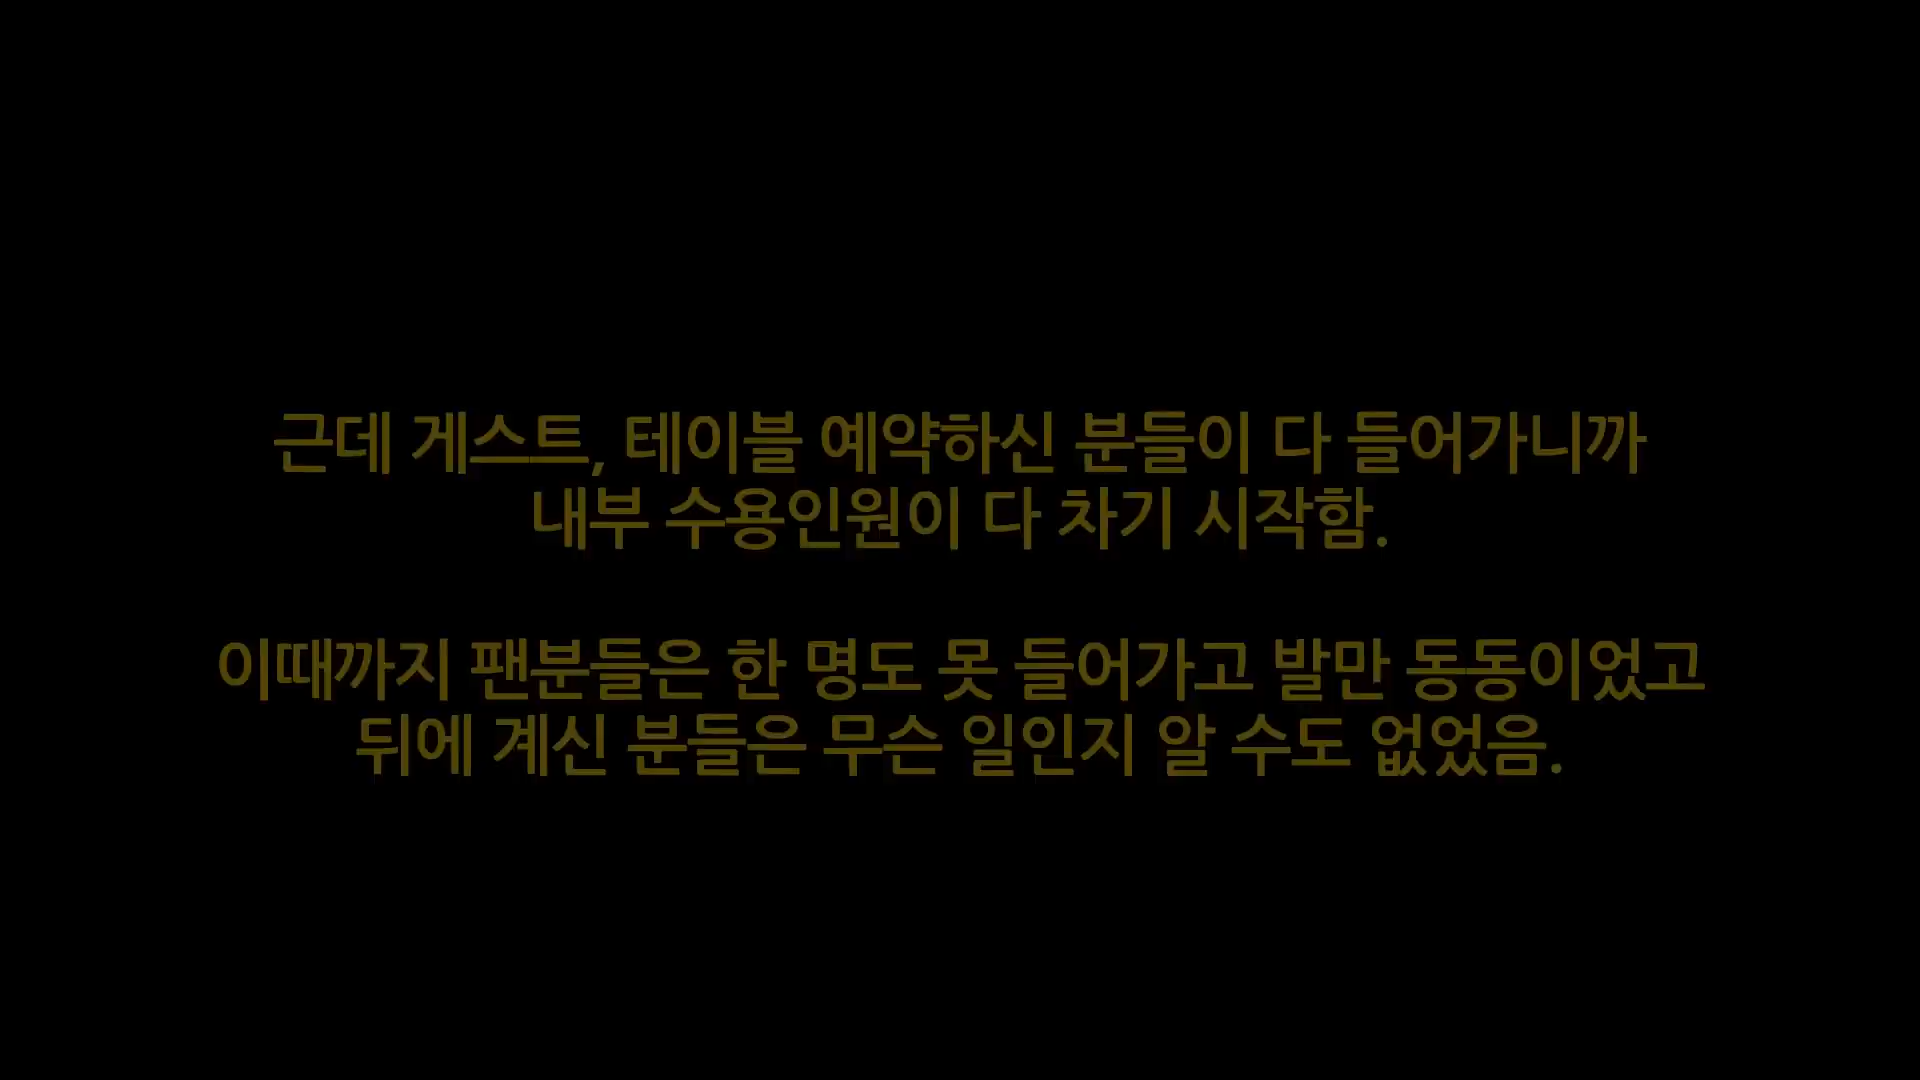 근데 게스트, 테이블 예약하신 분들이 다 들어가니까
내부 수용인원이 다 차기 시작함.
이때까지 팬분들은 한 명도 못 들어가고 발만 동동이었고
뒤에 계신 분들은 무슨 일인지 알 수도 없었음.